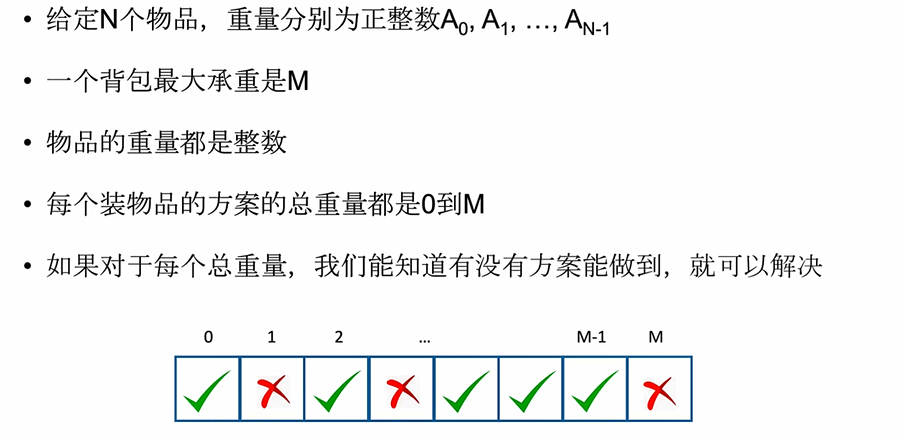 • 给定N个物品，重量分别为正整数A0, A1, …, AN-1
• 一个背包最大承重是M
• 物品的重量都是整数
• 每个装物品的方案的总重量都是0到M
• 如果对于每个总重量，我们能知道有没有方案能做到，就可以解决
0 1 2 … M-1 M